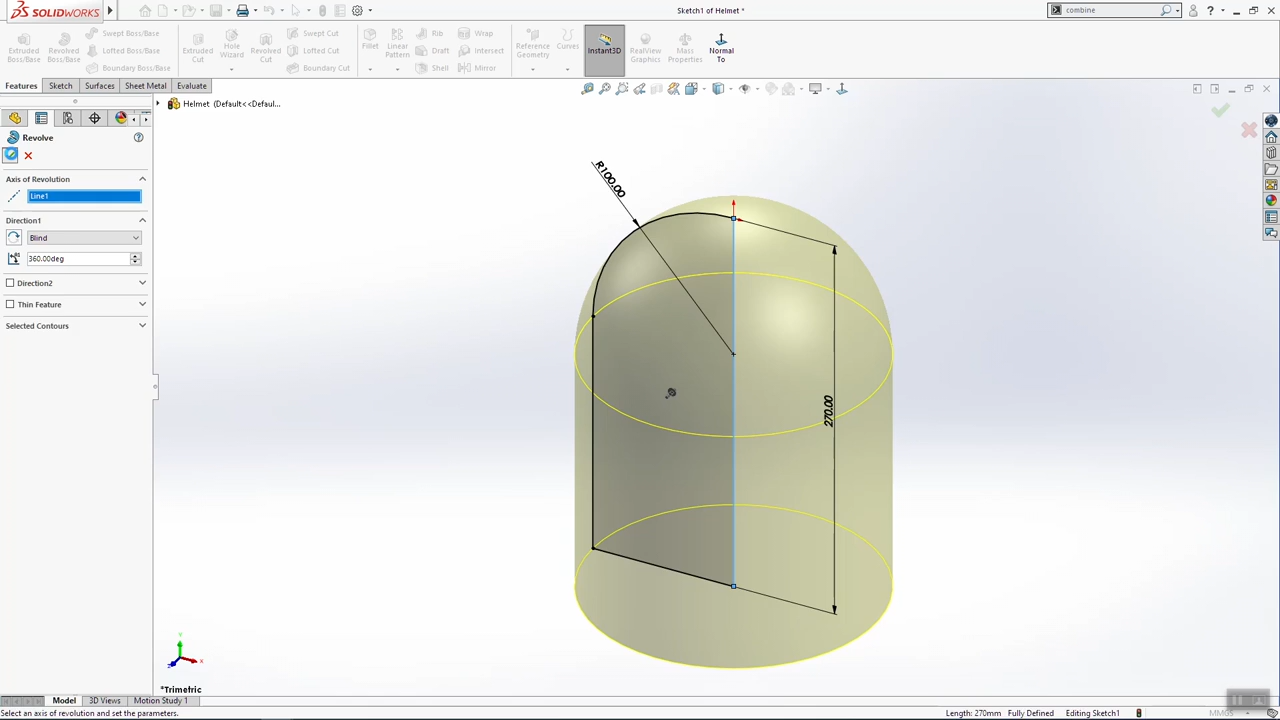 SOLIDWORKS
Sketch1 of Helmet *
combine
Extruded Boss/Base
Revolved Boss/Base
Swept Boss/Base
Lofted Boss/Base
Boundary Boss/Base
Extruded Cut
Hole Wizard
Revolved Cut
Swept Cut
Lofted Cut
Boundary Cut
Fillet
Linear Pattern
Rib
Draft
Shell
Wrap
Intersect
Mirror
Reference Geometry
Curves
Instant3D
RealView Graphics
Mass Properties
Normal To
Features
Sketch
Surfaces
Sheet Metal
Evaluate
Helmet (Default<<Defaul...
Revolve
Axis of Revolution
Line1
Direction1
Blind
360.00deg
Direction2
Thin Feature
Selected Contours
R100.00
270.00
Y
X
*Trimetric
Model
3D Views
Motion Study 1
Select an axis of revolution and set the parameters.
Length: 270mm
Fully Defined
Editing Sketch1
MMGS